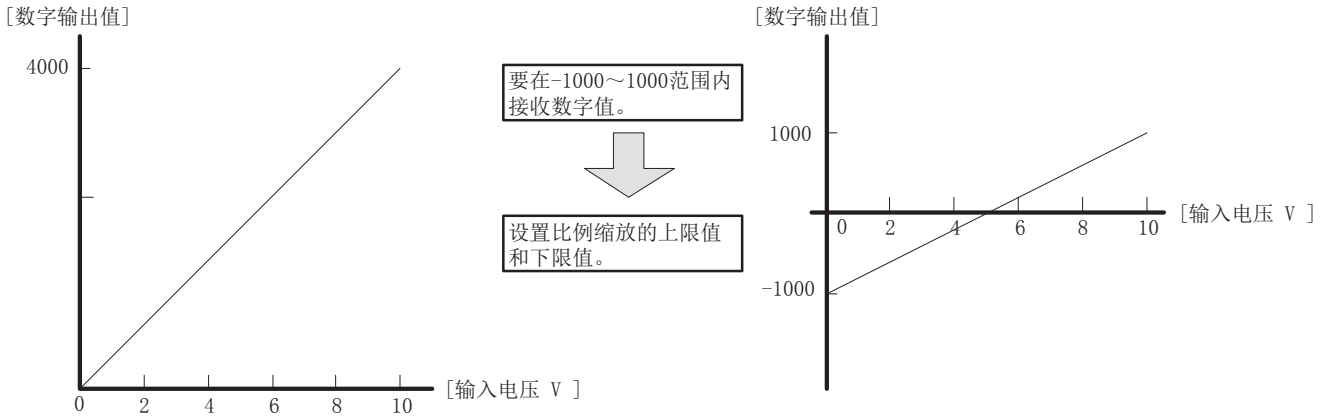 [数字输出值]
4000
0
2
4
6
8
10
[输入电压 V ]
要在-1000～1000范围内
接收数字值。
设置比例缩放的上限值
和下限值。
[数字输出值]
1000
0
2
4
6
8
10
[输入电压 V ]
-1000